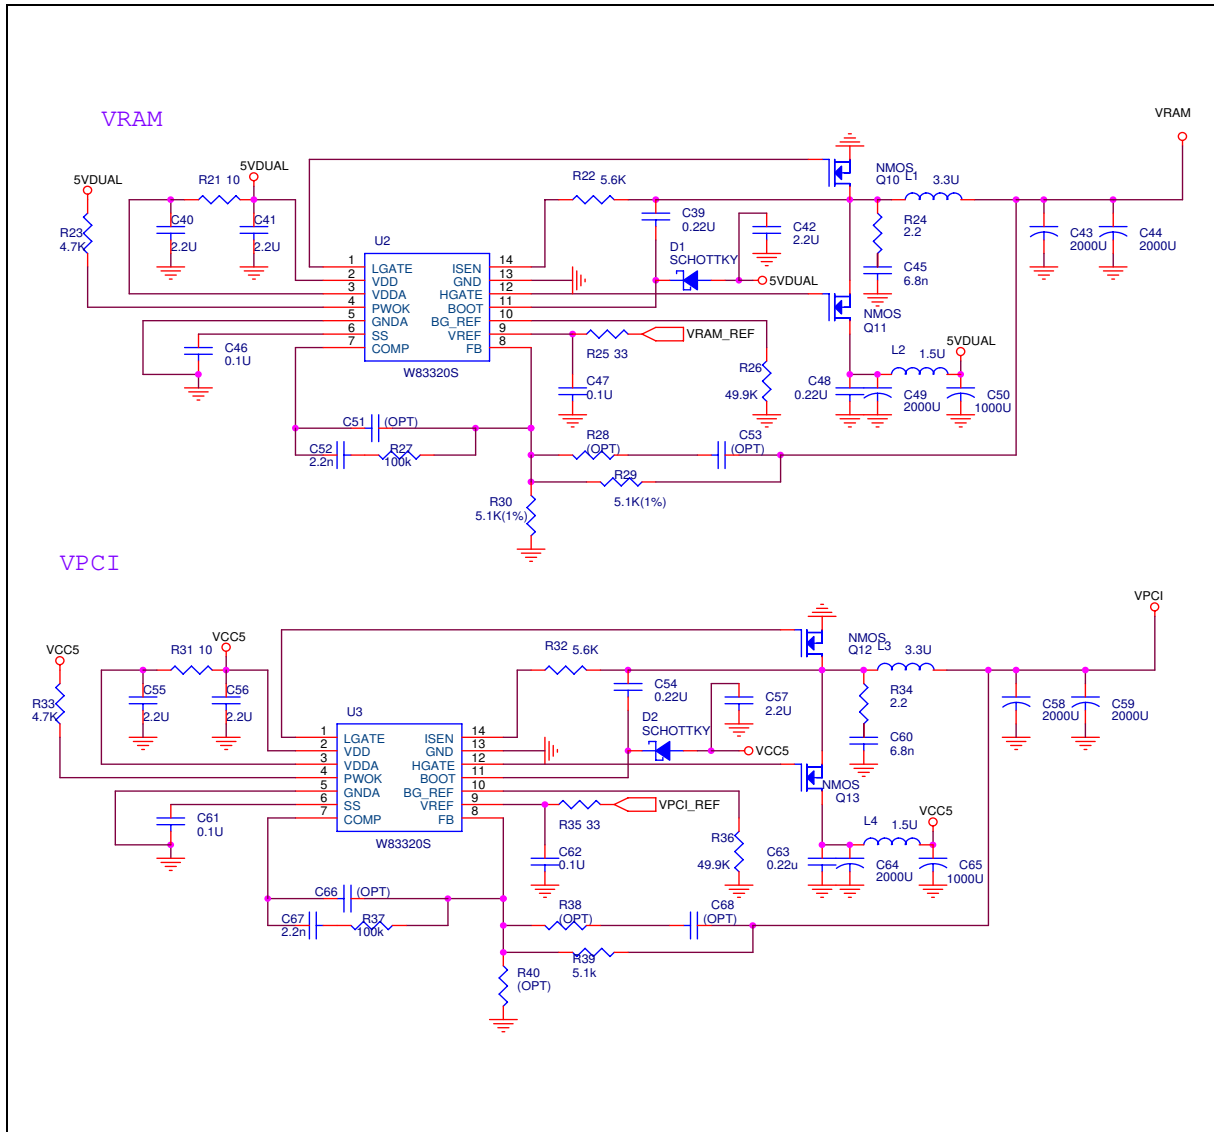 VRAM
VRAM
5VDUAL
5VDUAL
R21 10
R22
5.6K
NMOS
Q10
L1
3.3U
R23
4.7K
C40
2.2U
C41
2.2U
C39
0.22U
C42
2.2U
R24
2.2
C43
2000U
C44
2000U
D1
SCHOTTKY
5VDUAL
C45
6.8n
U2
1 LGATE ISEN 14
2 VDD GND 13
3 VDDA HGATE 12
4 PWOK BOOT 11
5 GNDA BG_REF 10
6 SS VREF 9
7 COMP FB 8
W83320S
NMOS
Q11
C46
0.1U
R25 33
VRAM_REF
C47
0.1U
R26
49.9K
L2
1.5U
5VDUAL
C48
0.22U
C49
2000U
C50
1000U
C51
(OPT)
C52
2.2n
R27
100k
R28
(OPT)
C53
(OPT)
R29
5.1K(1%)
R30
5.1K(1%)
VPCI
VPCI
VCC5
VCC5
R31 10
R32
5.6K
NMOS
Q12
L3
3.3U
R33
4.7K
C55
2.2U
C56
2.2U
C54
0.22U
C57
2.2U
R34
2.2
C58
2000U
C59
2000U
D2
SCHOTTKY
VCC5
C60
6.8n
U3
1 LGATE ISEN 14
2 VDD GND 13
3 VDDA HGATE 12
4 PWOK BOOT 11
5 GNDA BG_REF 10
6 SS VREF 9
7 COMP FB 8
W83320S
NMOS
Q13
C61
0.1U
R35 33
VPCI_REF
C62
0.1U
R36
49.9K
L4
1.5U
VCC5
C63
0.22u
C64
2000U
C65
1000U
C66
(OPT)
C67
2.2n
R37
100k
R38
(OPT)
C68
(OPT)
R39
5.1k
R40
(OPT)